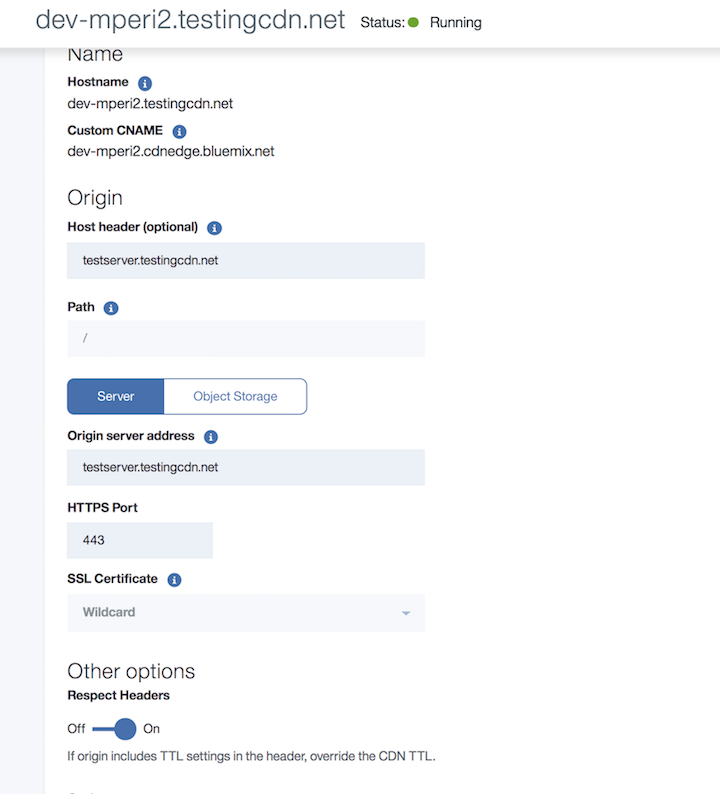 dev-mperi2.testingcdn.net Status: Running
Name
Hostname
dev-mperi2.testingcdn.net
Custom CNAME
dev-mperi2.cdnedge.bluemix.net
Origin
Host header (optional)
testserver.testingcdn.net
Path
/
Server Object Storage
Origin server address
testserver.testingcdn.net
HTTPS Port
443
SSL Certificate
Wildcard
Other options
Respect Headers
Off On
If origin includes TTL settings in the header, override the CDN TTL.